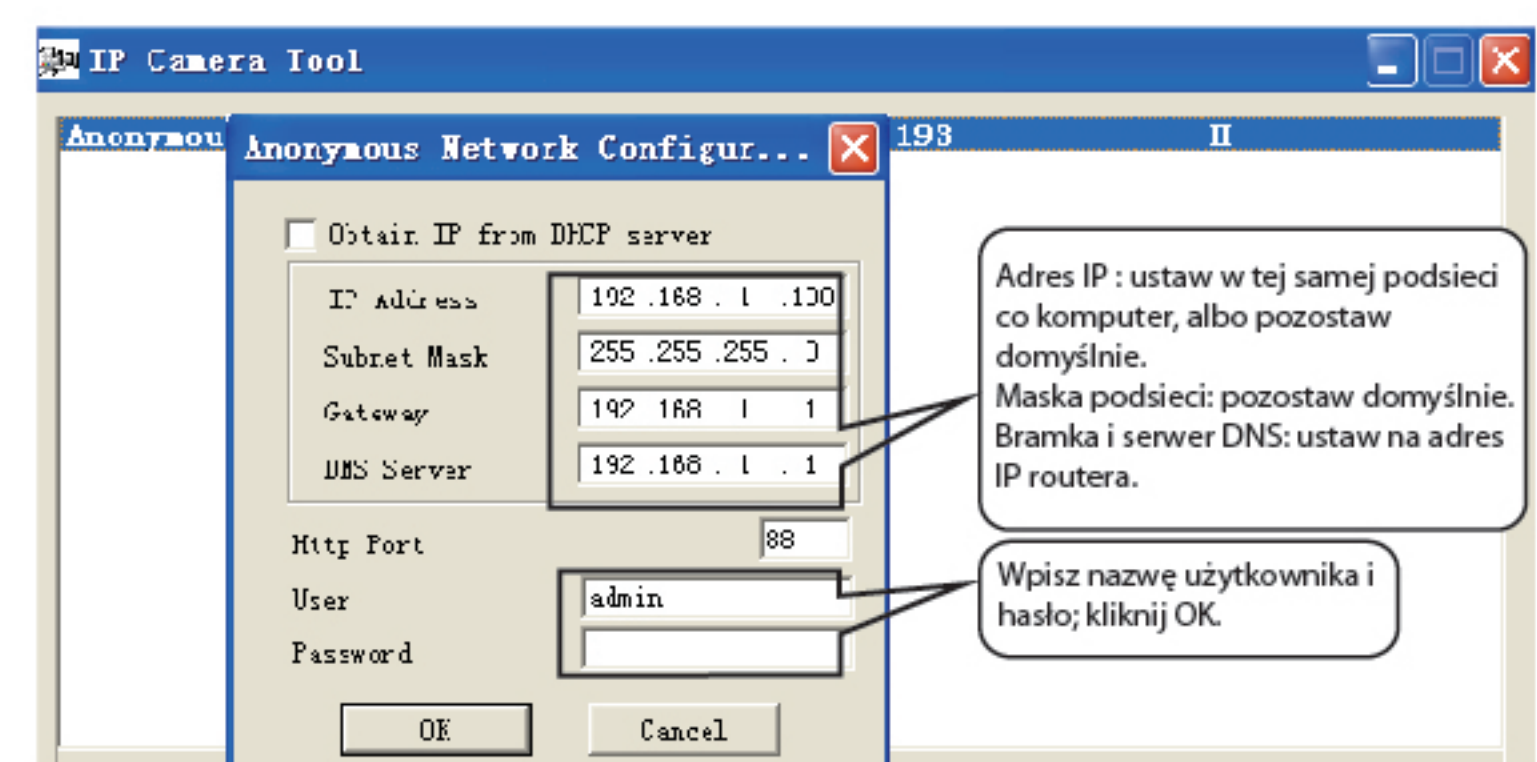 IP Camera Tool
Anonymou
193
Anonymous Network Configur...
Obtain IP from DHCP server
IP Address
192 .168 . 1 .100
Subnet Mask
255 .255 .255 . 0
Gateway
192 168 1 1
DNS Server
192 .168 . 1 . 1
Http Port
88
User
admin
Password
OK
Cancel
Adres IP : ustaw w tej samej podsieci
co komputer, albo pozostaw
domyślnie.
Maska podsieci: pozostaw domyślnie.
Bramka i serwer DNS: ustaw na adres
IP routera.
Wpisz nazwę użytkownika i
hasło; kliknij OK.